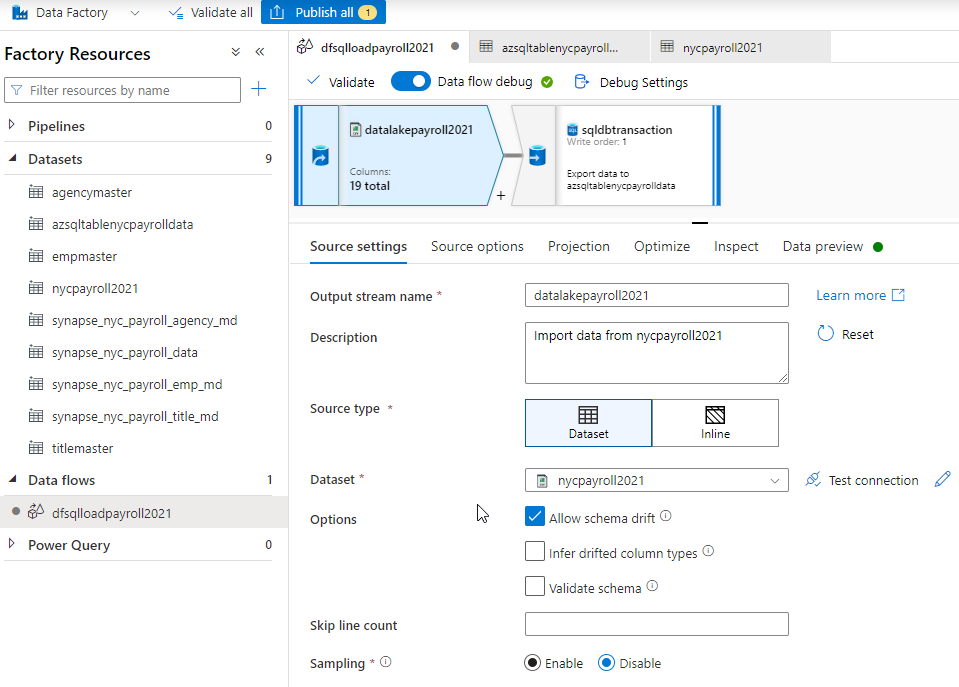 Data Factory
Validate all
Publish all 1
Factory Resources
Filter resources by name
Pipelines 0
Datasets 9
agencymaster
azsqltablenycpayrolldata
empmaster
nycpayroll2021
synapse_nyc_payroll_agency_md
synapse_nyc_payroll_data
synapse_nyc_payroll_emp_md
synapse_nyc_payroll_title_md
titlemaster
Data flows 1
dfsqlloadpayroll2021
Power Query 0
dfsqlloadpayroll2021
azsqltablenycpayroll...
nycpayroll2021
Validate
Data flow debug
Debug Settings
datalakepayroll2021
Columns:
19 total
+
SQL
sqldbtransaction
Write order: 1
Export data to
azsqltablenycpayrolldata
Source settings Source options Projection Optimize Inspect Data preview
Output stream name *
datalakepayroll2021
Learn more
Description
Import data from nycpayroll2021
Reset
Source type *
Dataset
Inline
Dataset *
nycpayroll2021
Test connection
Options
Allow schema drift
Infer drifted column types
Validate schema
Skip line count
Sampling *
Enable
Disable